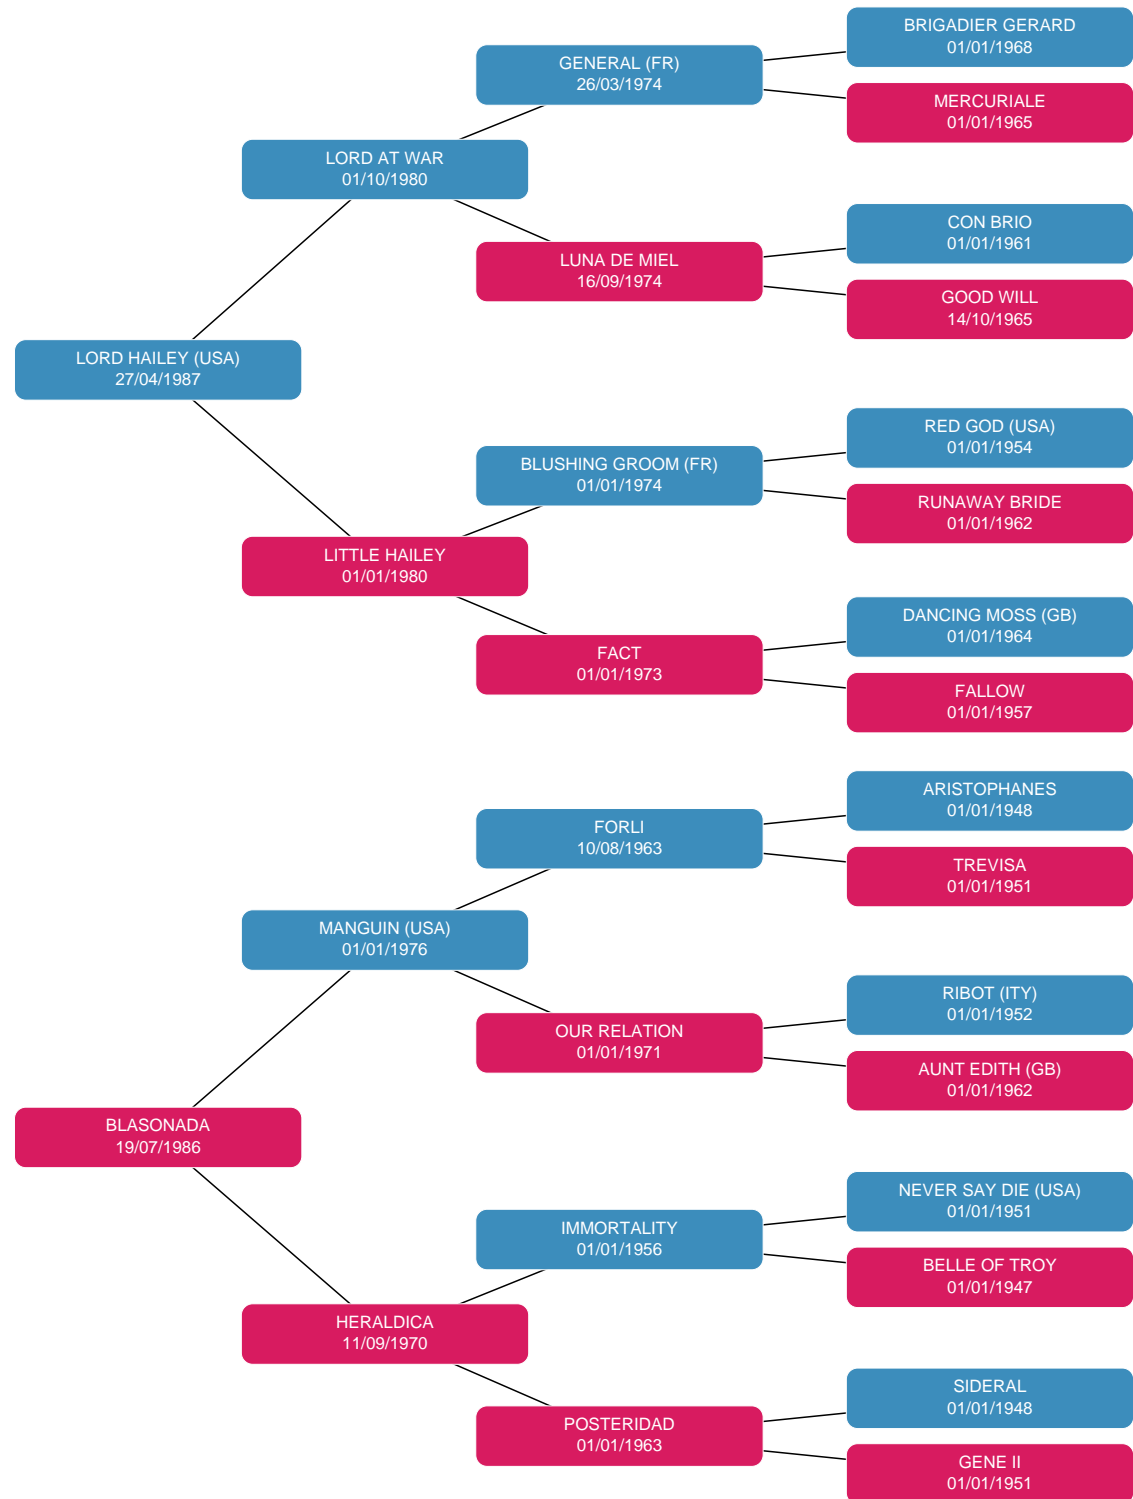 BRIGADIER GERARD
01/01/1968
GENERAL (FR)
26/03/1974
MERCURIALE
01/01/1965
LORD AT WAR
01/10/1980
CON BRIO
01/01/1961
LUNA DE MIEL
16/09/1974
GOOD WILL
14/10/1965
LORD HAILEY (USA)
27/04/1987
RED GOD (USA)
01/01/1954
BLUSHING GROOM (FR)
01/01/1974
RUNAWAY BRIDE
01/01/1962
LITTLE HAILEY
01/01/1980
DANCING MOSS (GB)
01/01/1964
FACT
01/01/1973
FALLOW
01/01/1957
ARISTOPHANES
01/01/1948
FORLI
10/08/1963
TREVISA
01/01/1951
MANGUIN (USA)
01/01/1976
RIBOT (ITY)
01/01/1952
OUR RELATION
01/01/1971
AUNT EDITH (GB)
01/01/1962
BLASONADA
19/07/1986
NEVER SAY DIE (USA)
01/01/1951
IMMORTALITY
01/01/1956
BELLE OF TROY
01/01/1947
HERALDICA
11/09/1970
SIDERAL
01/01/1948
POSTERIDAD
01/01/1963
GENE II
01/01/1951